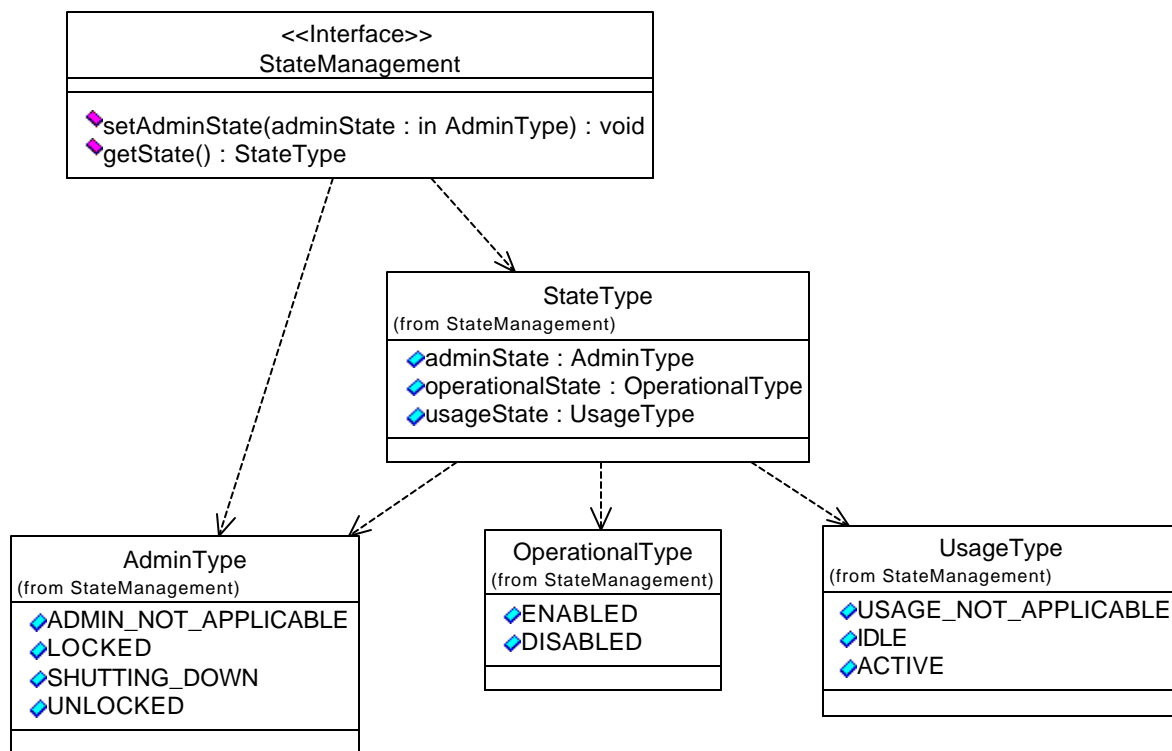 <<Interface>>
StateManagement
setAdminState(adminState : in AdminType) : void
getState() : StateType
StateType
(from StateManagement)
adminState : AdminType
operationalState : OperationalType
usageState : UsageType
AdminType
(from StateManagement)
ADMIN_NOT_APPLICABLE
LOCKED
SHUTTING_DOWN
UNLOCKED
OperationalType
(from StateManagement)
ENABLED
DISABLED
UsageType
(from StateManagement)
USAGE_NOT_APPLICABLE
IDLE
ACTIVE